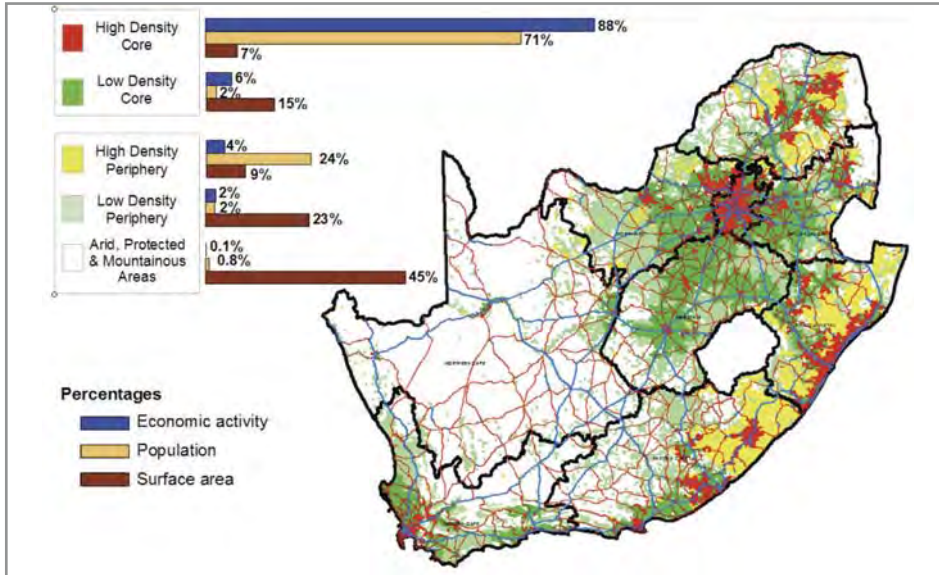 High Density
Core
88%
71%
7%
Low Density
Core
6%
2%
15%
High Density
Periphery
4%
24%
9%
Low Density
Periphery
2%
2%
23%
Arid, Protected
& Mountainous
Areas
0.1%
0.8%
45%
Percentages
Economic activity
Population
Surface area
NORTHERN CAPE